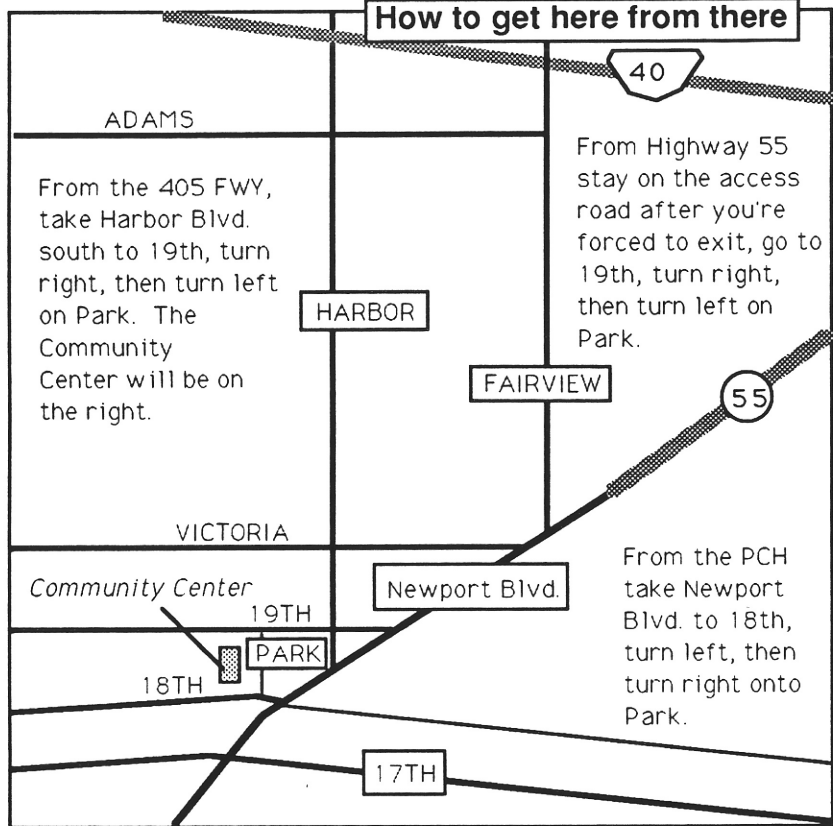 How to get here from there
40
ADAMS
From the 405 FWY,
take Harbor Blvd.
south to 19th, turn
right, then turn left
on Park. The
Community
Center will be on
the right.
From Highway 55
stay on the access
road after you're
forced to exit, go to
19th, turn right,
then turn left on
Park.
HARBOR
FAIRVIEW
55
VICTORIA
Community Center
Newport Blvd.
19TH
PARK
18TH
From the PCH
take Newport
Blvd. to 18th,
turn left, then
turn right onto
Park.
17TH